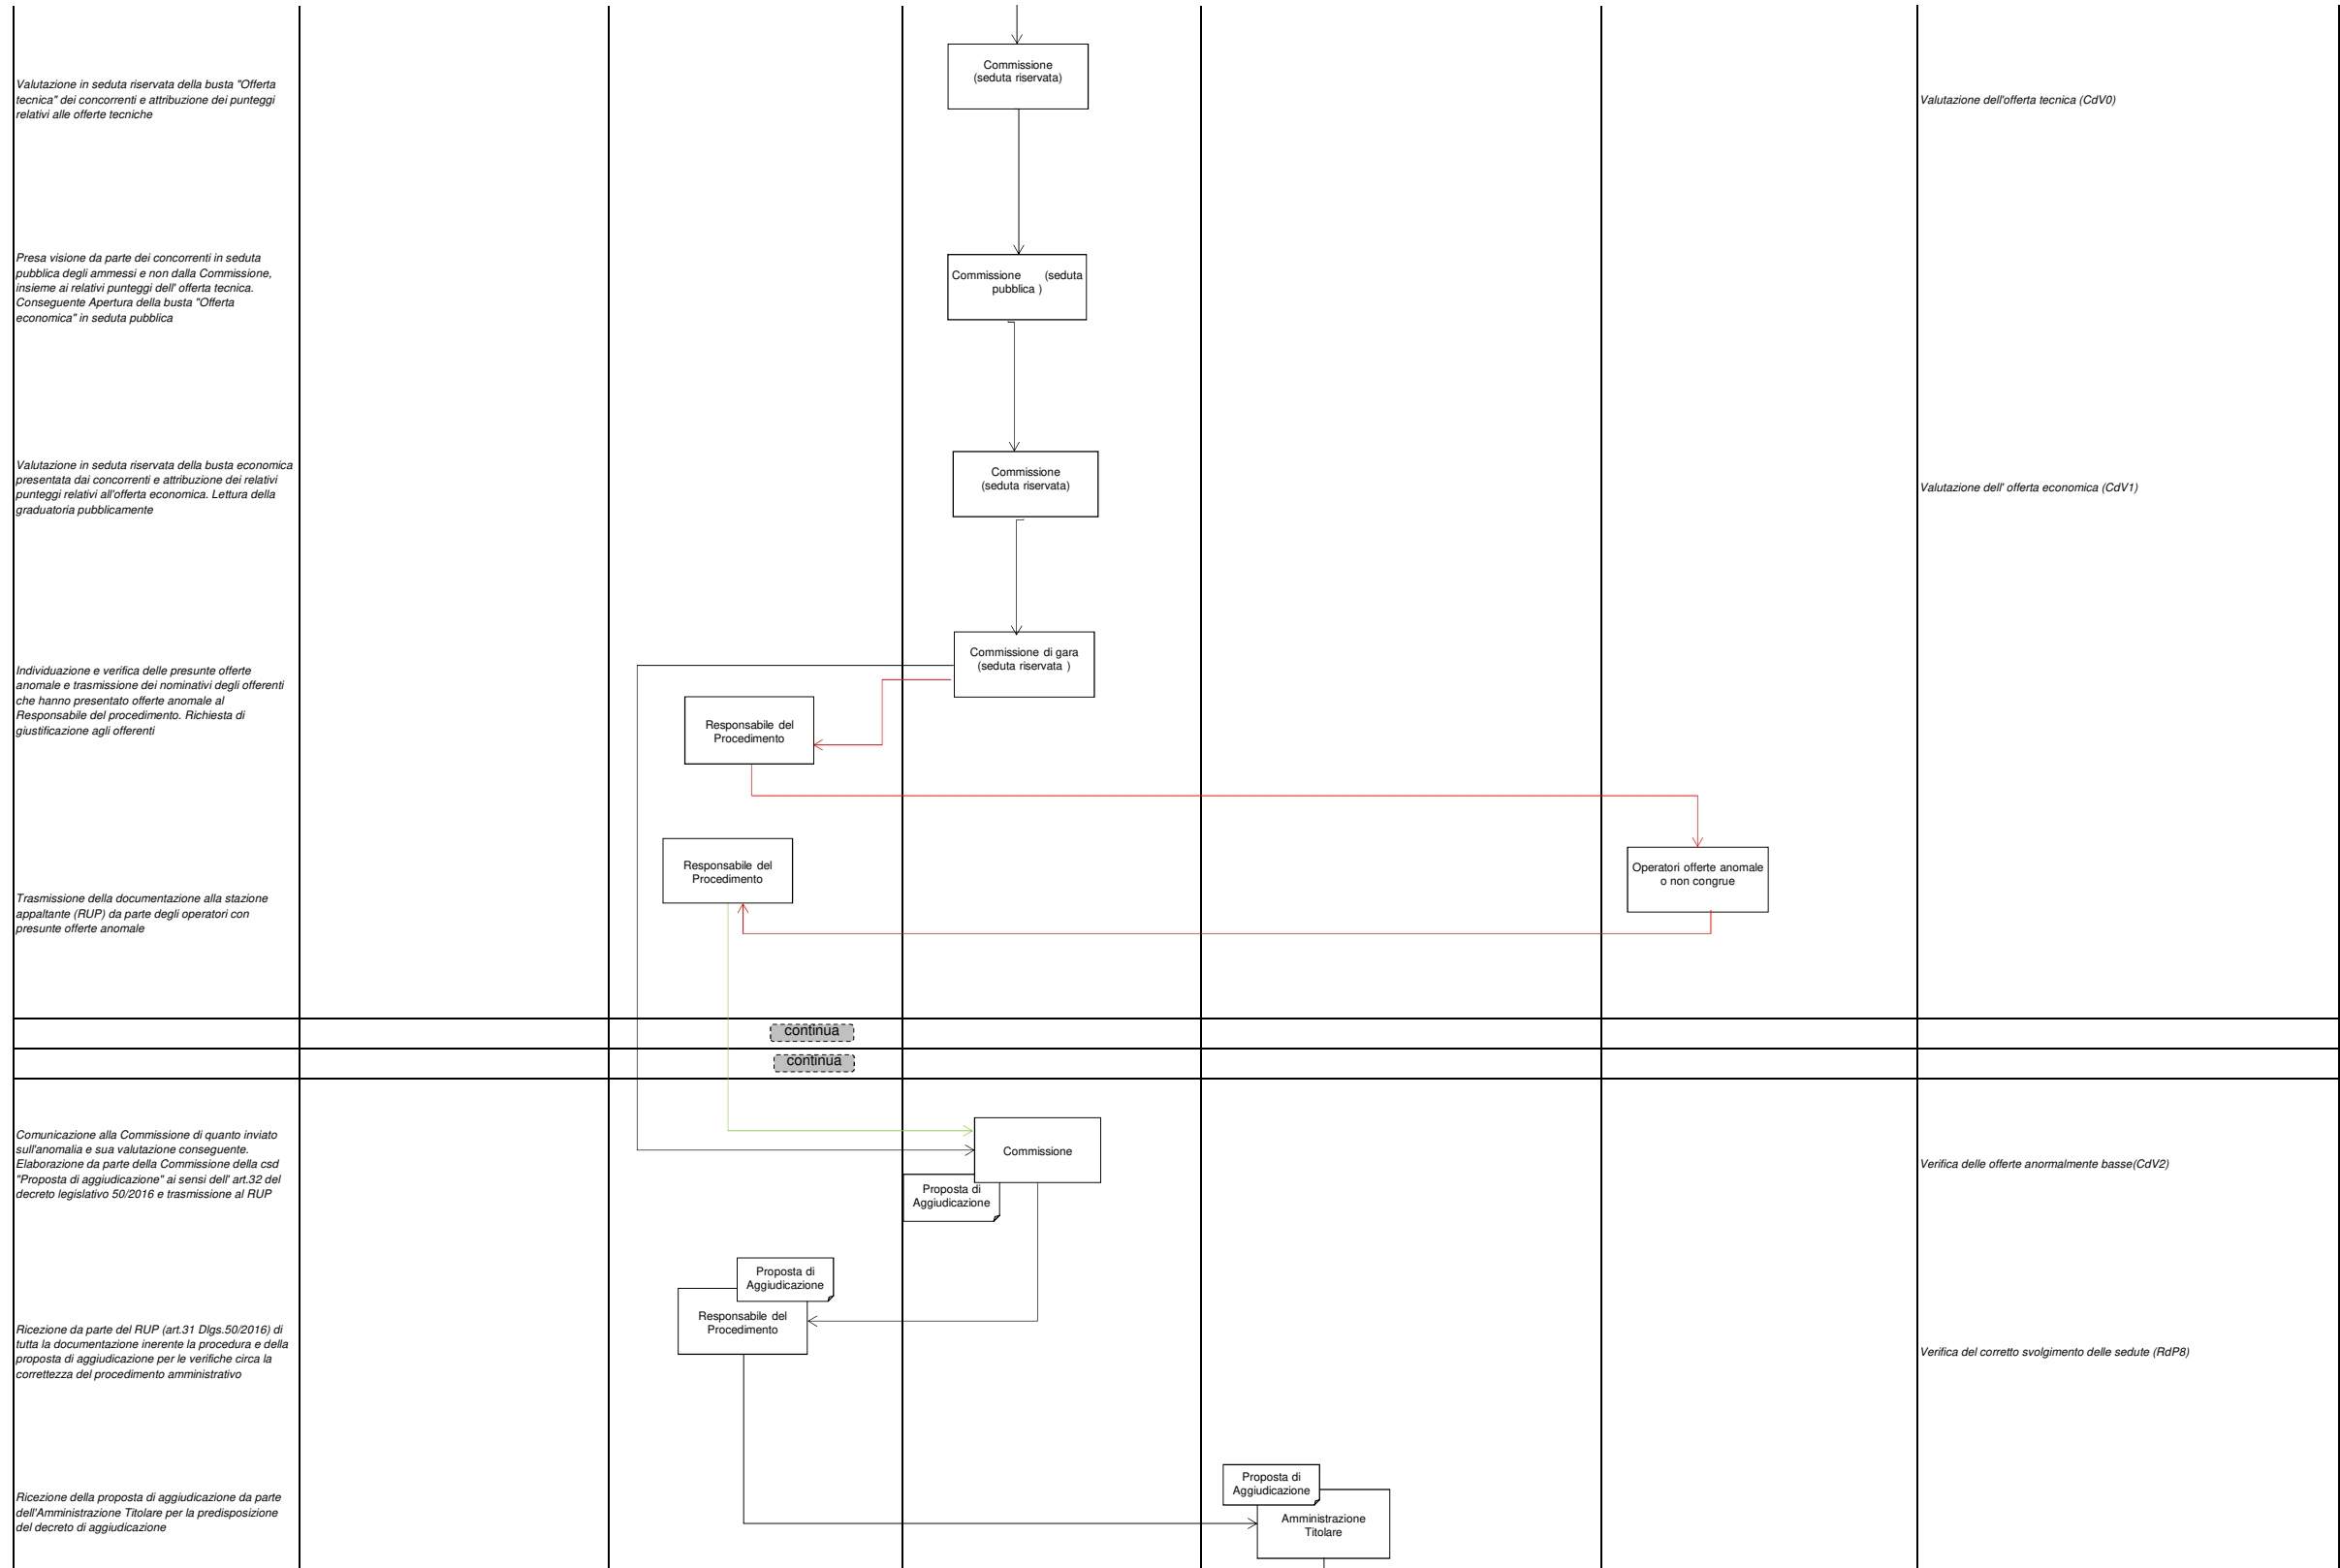 Commissione
(seduta riservata)
Valutazione in seduta riservata della busta "Offerta
tecnica" dei concorrenti e attribuzione dei punteggi
relativi alle offerte tecniche
Valutazione dell'offerta tecnica (CdV0)
Presa visione da parte dei concorrenti in seduta
pubblica degli ammessi e non dalla Commissione,
insieme ai relativi punteggi dell' offerta tecnica.
Conseguente Apertura della busta "Offerta
economica" in seduta pubblica
Commissione (seduta
pubblica )
Valutazione in seduta riservata della busta economica
presentata dai concorrenti e attribuzione dei relativi
punteggi relativi all'offerta economica. Lettura della
graduatoria pubblicamente
Commissione
(seduta riservata)
Valutazione dell' offerta economica (CdV1)
Commissione di gara
(seduta riservata )
Individuazione e verifica delle presunte offerte
anomale e trasmissione dei nominativi degli offerenti
che hanno presentato offerte anomale al
Responsabile del procedimento. Richiesta di
giustificazione agli offerenti
Responsabile del
Procedimento
Responsabile del
Procedimento
Operatori offerte anomale
o non congrue
Trasmissione della documentazione alla stazione
appaltante (RUP) da parte degli operatori con
presunte offerte anomale
continua
continua
Comunicazione alla Commissione di quanto inviato
sull'anomalia e sua valutazione conseguente.
Elaborazione da parte della Commissione della csd
"Proposta di aggiudicazione" ai sensi dell' art.32 del
decreto legislativo 50/2016 e trasmissione al RUP
Commissione
Proposta di
Aggiudicazione
Verifica delle offerte anormalmente basse(CdV2)
Proposta di
Aggiudicazione
Responsabile del
Procedimento
Ricezione da parte del RUP (art.31 Dlgs.50/2016) di
tutta la documentazione inerente la procedura e della
proposta di aggiudicazione per le verifiche circa la
correttezza del procedimento amministrativo
Verifica del corretto svolgimento delle sedute (RdP8)
Proposta di
Aggiudicazione
Amministrazione
Titolare
Ricezione della proposta di aggiudicazione da parte
dell'Amministrazione Titolare per la predisposizione
del decreto di aggiudicazione